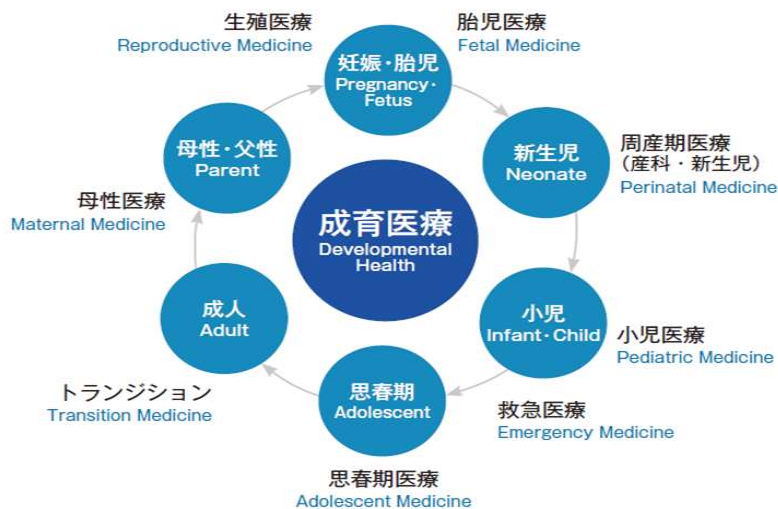 生殖医療
Reproductive Medicine
胎児医療
Fetal Medicine
妊娠・胎児
Pregnancy・
Fetus
母性・父性
Parent
新生児
Neonate
周産期医療
(産科・新生児)
Perinatal Medicine
母性医療
Maternal Medicine
成育医療
Developmental
Health
成人
Adult
小児
Infant・Child
小児医療
Pediatric Medicine
トランジション
Transition Medicine
思春期
Adolescent
救急医療
Emergency Medicine
思春期医療
Adolescent Medicine